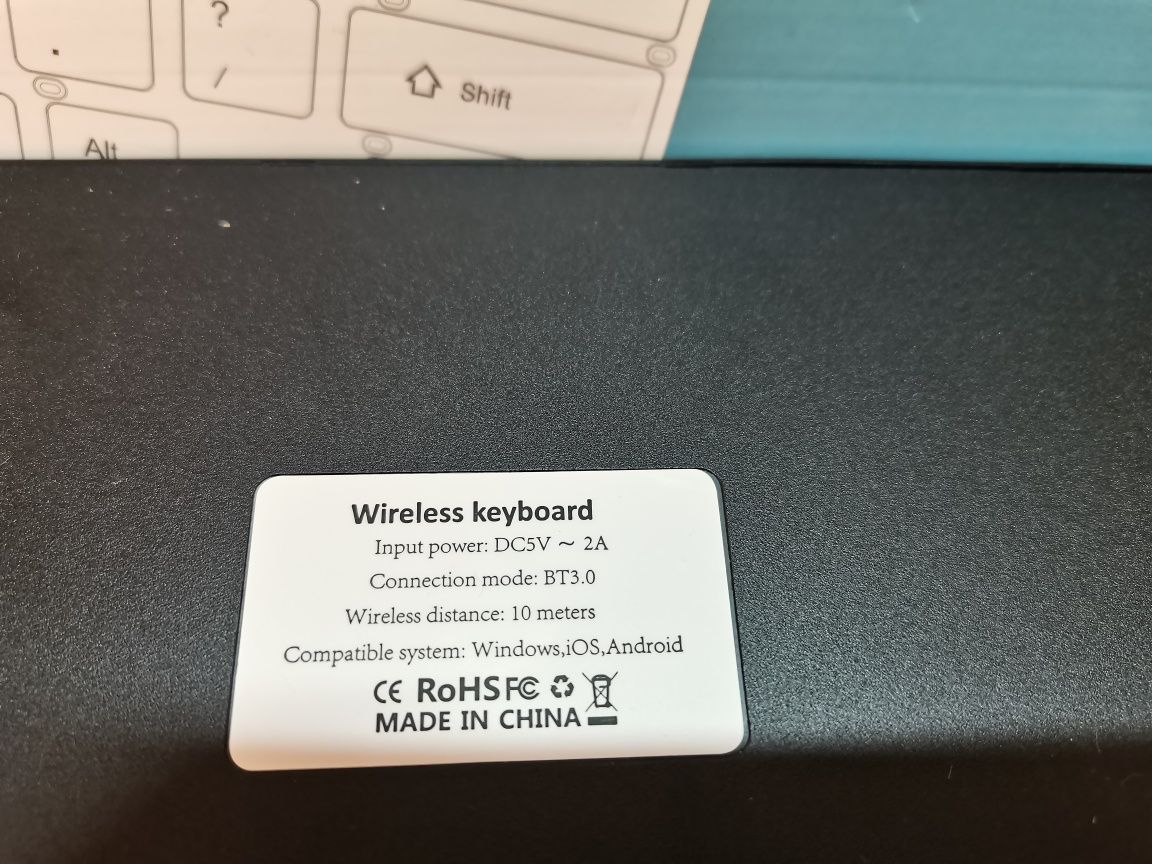 ?
.
/
Shift
Alt
Wireless keyboard
Input power: DC5V ~ 2A
Connection mode: BT3.0
Wireless distance: 10 meters
Compatible system: Windows,iOS,Android
CE RoHS FC
MADE IN CHINA